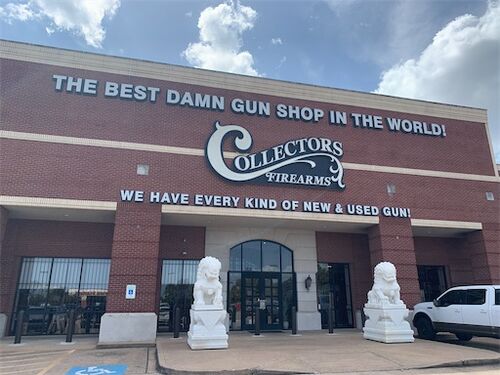 THE BEST DAMN GUN SHOP IN THE WORLD!
COLLECTORS
FIREARMS
WE HAVE EVERY KIND OF NEW & USED GUN!